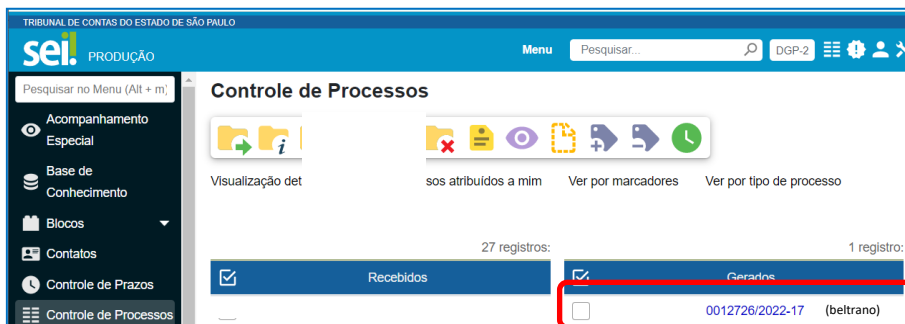 TRIBUNAL DE CONTAS DO ESTADO DE SÃO PAULO
sei! PRODUÇÃO
Menu
Pesquisar...
DGP-2
Pesquisar no Menu (Alt + m)
Acompanhamento
Especial
Base de
Conhecimento
Blocos
Contatos
Controle de Prazos
Controle de Processos
Controle de Processos
Visualização det
sos atribuídos a mim
Ver por marcadores
Ver por tipo de processo
27 registros:
1 registro:
Recebidos
Gerados
0012726/2022-17 (beltrano)